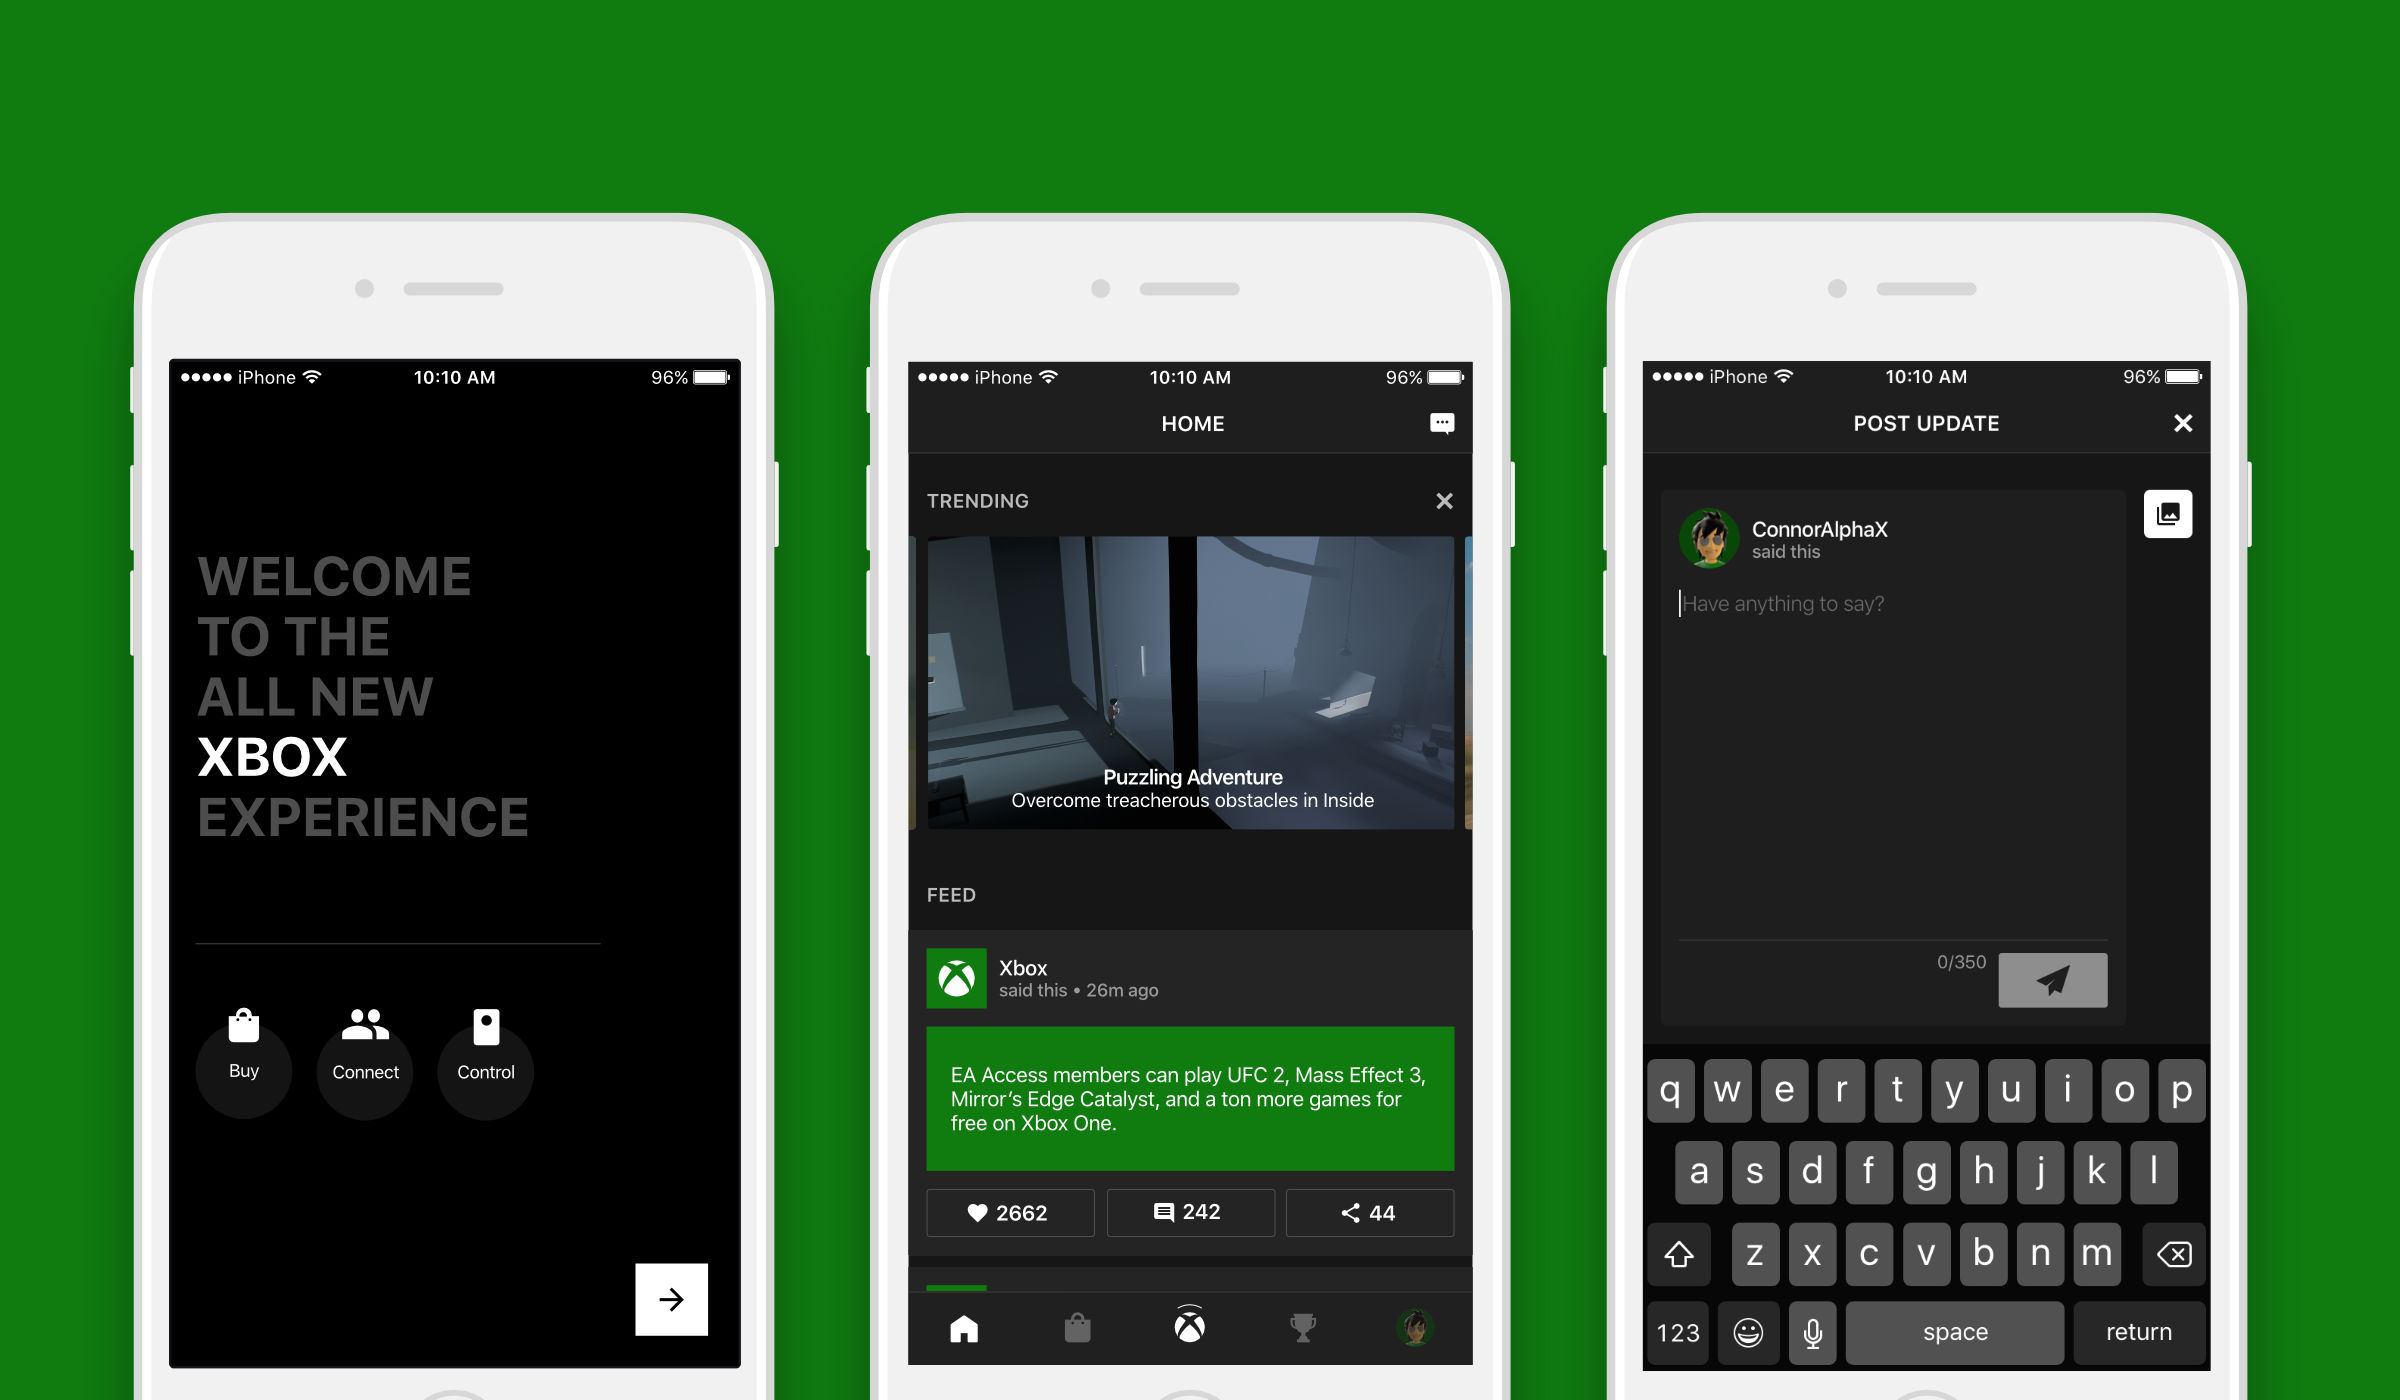 iPhone 10:10 AM 96%
WELCOME
TO THE
ALL NEW
XBOX
EXPERIENCE
Buy Connect Control
iPhone 10:10 AM 96%
HOME
TRENDING
Puzzling Adventure
Overcome treacherous obstacles in Inside
FEED
Xbox
said this • 26m ago
EA Access members can play UFC 2, Mass Effect 3,
Mirror's Edge Catalyst, and a ton more games for
free on Xbox One.
2662 242 44
iPhone 10:10 AM 96%
POST UPDATE
ConnorAlphaX
said this
Have anything to say?
0/350
q w e r t y u i o p
a s d f g h j k l
z x c v b n m
123 space return